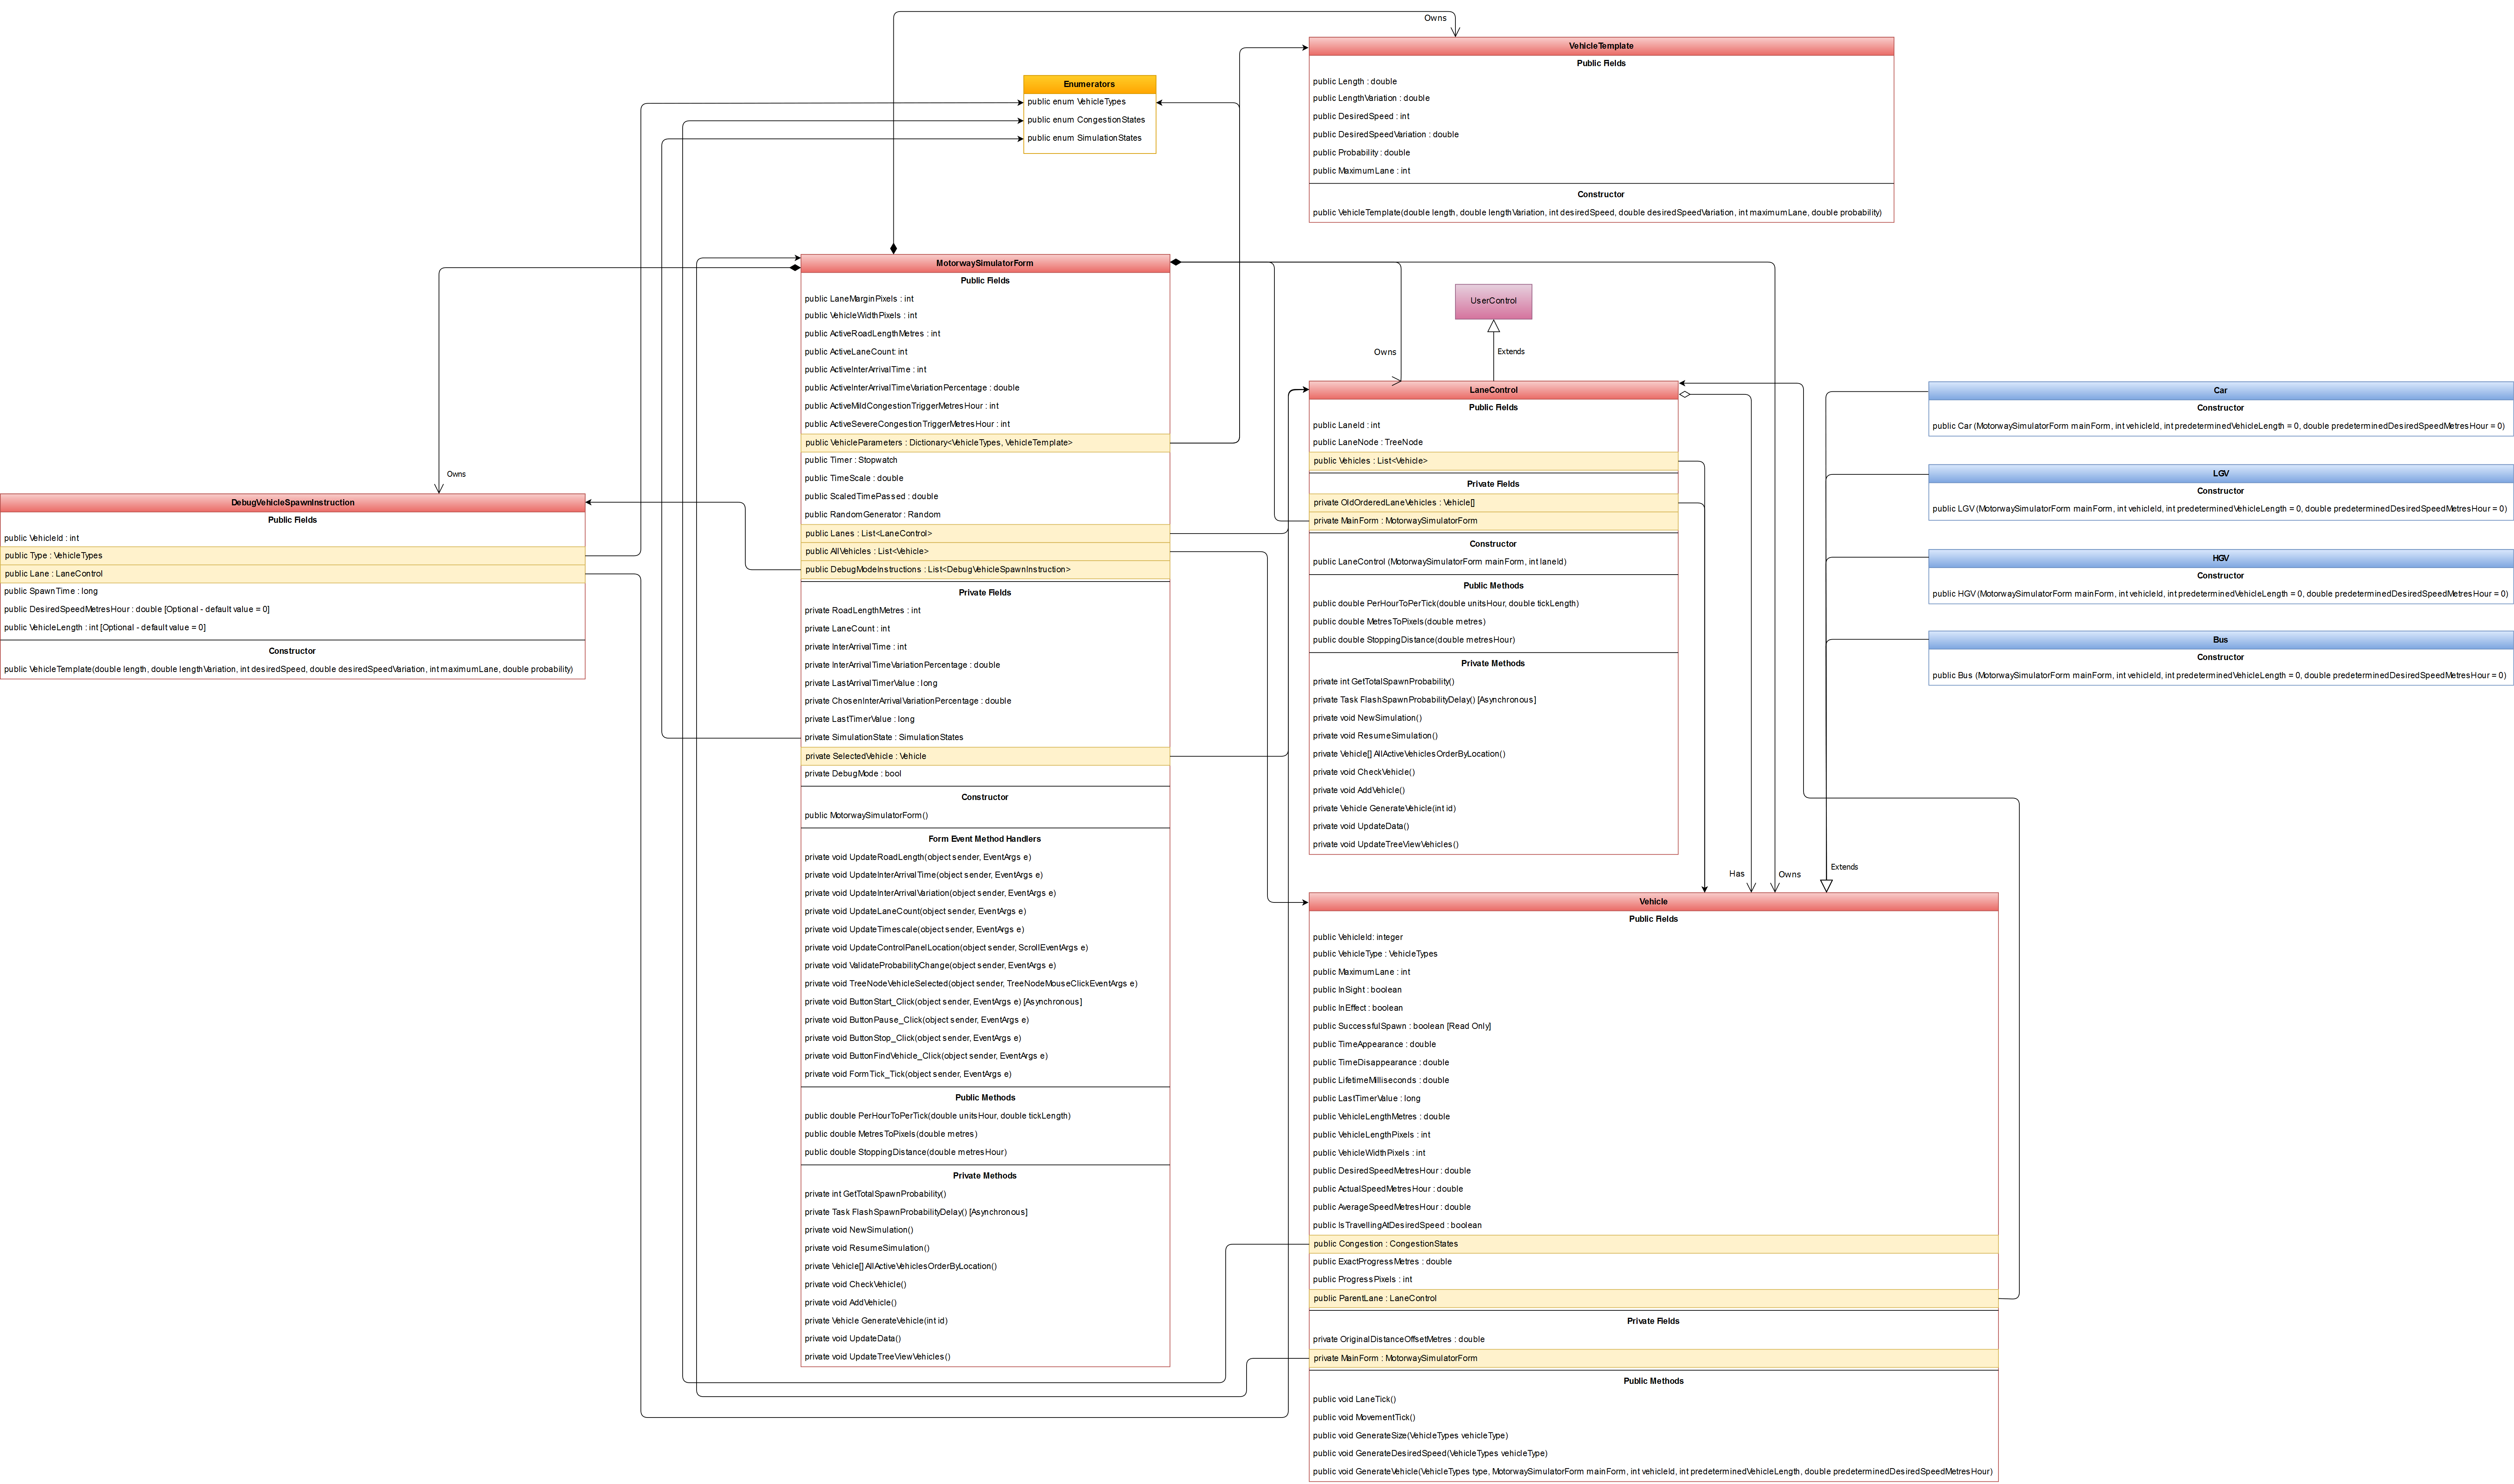 Owns
VehicleTemplate
Public Fields
public Length : double
public LengthVariation : double
public DesiredSpeed : int
public DesiredSpeedVariation : double
public Probability : double
public MaximumLane : int
Constructor
public VehicleTemplate(double length, double lengthVariation, int desiredSpeed, double desiredSpeedVariation, int maximumLane, double probability)
Enumerators
public enum VehicleTypes
public enum CongestionStates
public enum SimulationStates
MotorwaySimulatorForm
Public Fields
public LaneMarginPixels : int
public VehicleWidthPixels : int
public ActiveRoadLengthMetres : int
public ActiveLaneCount: int
public ActiveInterArrivalTime : int
public ActiveInterArrivalTimeVariationPercentage : double
public ActiveMildCongestionTriggerMetresHour : int
public ActiveSevereCongestionTriggerMetresHour : int
public VehicleParameters : Dictionary<VehicleTypes, VehicleTemplate>
public Timer : Stopwatch
public TimeScale : double
public ScaledTimePassed : double
public RandomGenerator : Random
public Lanes : List<LaneControl>
public AllVehicles : List<Vehicle>
public DebugModeInstructions : List<DebugVehicleSpawnInstruction>
Private Fields
private RoadLengthMetres : int
private LaneCount : int
private InterArrivalTime : int
private InterArrivalTimeVariationPercentage : double
private LastArrivalTimerValue : long
private ChosenInterArrivalVariationPercentage : double
private LastTimerValue : long
private SimulationState : SimulationStates
private SelectedVehicle : Vehicle
private DebugMode : bool
Constructor
public MotorwaySimulatorForm()
Form Event Method Handlers
private void UpdateRoadLength(object sender, EventArgs e)
private void UpdateInterArrivalTime(object sender, EventArgs e)
private void UpdateInterArrivalVariation(object sender, EventArgs e)
private void UpdateLaneCount(object sender, EventArgs e)
private void UpdateTimescale(object sender, EventArgs e)
private void UpdateControlPanelLocation(object sender, ScrollEventArgs e)
private void ValidateProbabilityChange(object sender, EventArgs e)
private void TreeNodeVehicleSelected(object sender, TreeNodeMouseClickEventArgs e)
private void ButtonStart_Click(object sender, EventArgs e) [Asynchronous]
private void ButtonPause_Click(object sender, EventArgs e)
private void ButtonStop_Click(object sender, EventArgs e)
private void ButtonFindVehicle_Click(object sender, EventArgs e)
private void FormTick_Tick(object sender, EventArgs e)
Public Methods
public double PerHourToPerTick(double unitsHour, double tickLength)
public double MetresToPixels(double metres)
public double StoppingDistance(double metresHour)
Private Methods
private int GetTotalSpawnProbability()
private Task FlashSpawnProbabilityDelay() [Asynchronous]
private void NewSimulation()
private void ResumeSimulation()
private Vehicle[] AllActiveVehiclesOrderByLocation()
private void CheckVehicle()
private void AddVehicle()
private Vehicle GenerateVehicle(int id)
private void UpdateData()
private void UpdateTreeViewVehicles()
Owns
DebugVehicleSpawnInstruction
Public Fields
public VehicleId : int
public Type : VehicleTypes
public Lane : LaneControl
public SpawnTime : long
public DesiredSpeedMetresHour : double [Optional - default value = 0]
public VehicleLength : int [Optional - default value = 0]
Constructor
public VehicleTemplate(double length, double lengthVariation, int desiredSpeed, double desiredSpeedVariation, int maximumLane, double probability)
UserControl
Extends
Owns
LaneControl
Public Fields
public LaneId : int
public LaneNode : TreeNode
public Vehicles : List<Vehicle>
Private Fields
private OldOrderedLaneVehicles : Vehicle[]
private MainForm : MotorwaySimulatorForm
Constructor
public LaneControl (MotorwaySimulatorForm mainForm, int laneId)
Public Methods
public double PerHourToPerTick(double unitsHour, double tickLength)
public double MetresToPixels(double metres)
public double StoppingDistance(double metresHour)
Private Methods
private int GetTotalSpawnProbability()
private Task FlashSpawnProbabilityDelay() [Asynchronous]
private void NewSimulation()
private void ResumeSimulation()
private Vehicle[] AllActiveVehiclesOrderByLocation()
private void CheckVehicle()
private void AddVehicle()
private Vehicle GenerateVehicle(int id)
private void UpdateData()
private void UpdateTreeViewVehicles()
Car
Constructor
public Car (MotorwaySimulatorForm mainForm, int vehicleId, int predeterminedVehicleLength = 0, double predeterminedDesiredSpeedMetresHour = 0)
LGV
Constructor
public LGV (MotorwaySimulatorForm mainForm, int vehicleId, int predeterminedVehicleLength = 0, double predeterminedDesiredSpeedMetresHour = 0)
HGV
Constructor
public HGV (MotorwaySimulatorForm mainForm, int vehicleId, int predeterminedVehicleLength = 0, double predeterminedDesiredSpeedMetresHour = 0)
Bus
Constructor
public Bus (MotorwaySimulatorForm mainForm, int vehicleId, int predeterminedVehicleLength = 0, double predeterminedDesiredSpeedMetresHour = 0)
Has
Owns
Extends
Vehicle
Public Fields
public VehicleId: integer
public VehicleType : VehicleTypes
public MaximumLane : int
public InSight : boolean
public InEffect : boolean
public SuccessfulSpawn : boolean [Read Only]
public TimeAppearance : double
public TimeDisappearance : double
public LifetimeMilliseconds : double
public LastTimerValue : long
public VehicleLengthMetres : double
public VehicleLengthPixels : int
public VehicleWidthPixels : int
public DesiredSpeedMetresHour : double
public ActualSpeedMetresHour : double
public AverageSpeedMetresHour : double
public IsTravellingAtDesiredSpeed : boolean
public Congestion : CongestionStates
public ExactProgressMetres : double
public ProgressPixels : int
public ParentLane : LaneControl
Private Fields
private OriginalDistanceOffsetMetres : double
private MainForm : MotorwaySimulatorForm
Public Methods
public void LaneTick()
public void MovementTick()
public void GenerateSize(VehicleTypes vehicleType)
public void GenerateDesiredSpeed(VehicleTypes vehicleType)
public void GenerateVehicle(VehicleTypes type, MotorwaySimulatorForm mainForm, int vehicleId, int predeterminedVehicleLength, double predeterminedDesiredSpeedMetresHour)